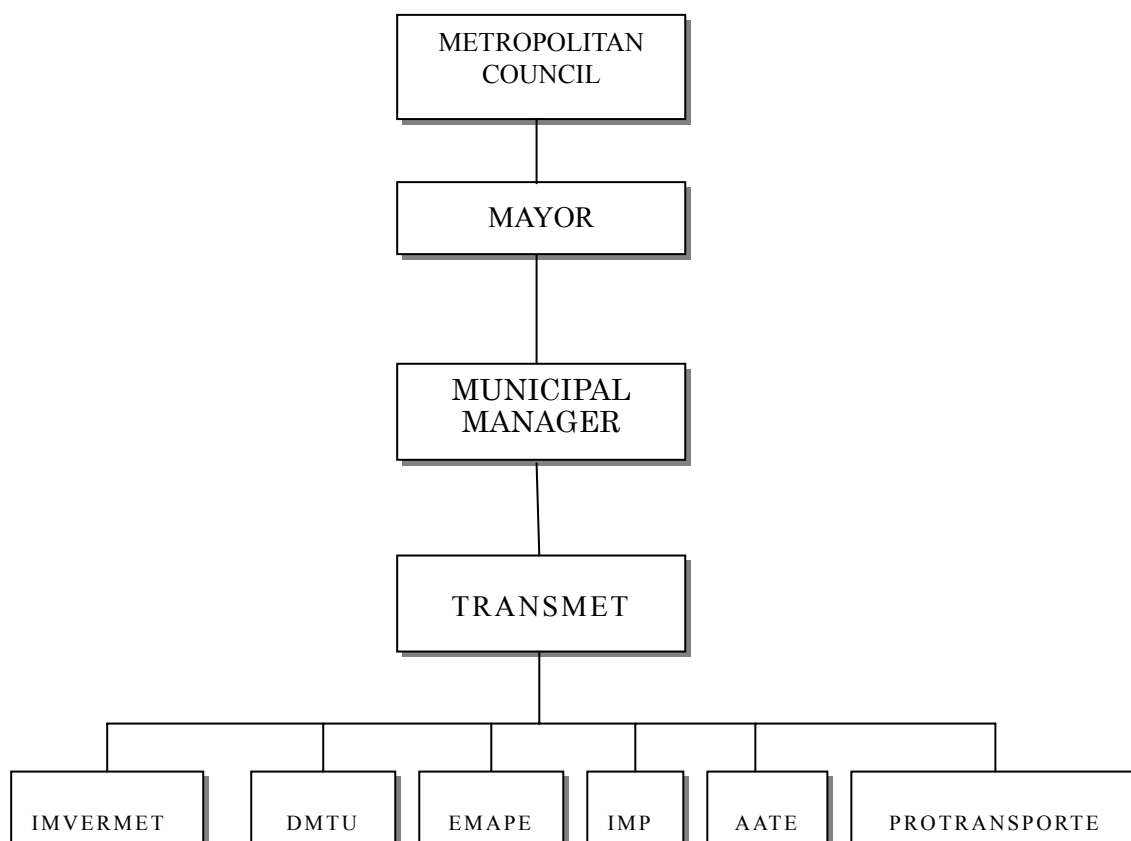 METROPOLITAN
COUNCIL
MAYOR
MUNICIPAL
MANAGER
TRANSMET
IMVERMET
DMTU
EMAPE
IMP
AATE
PROTRANSPORTE